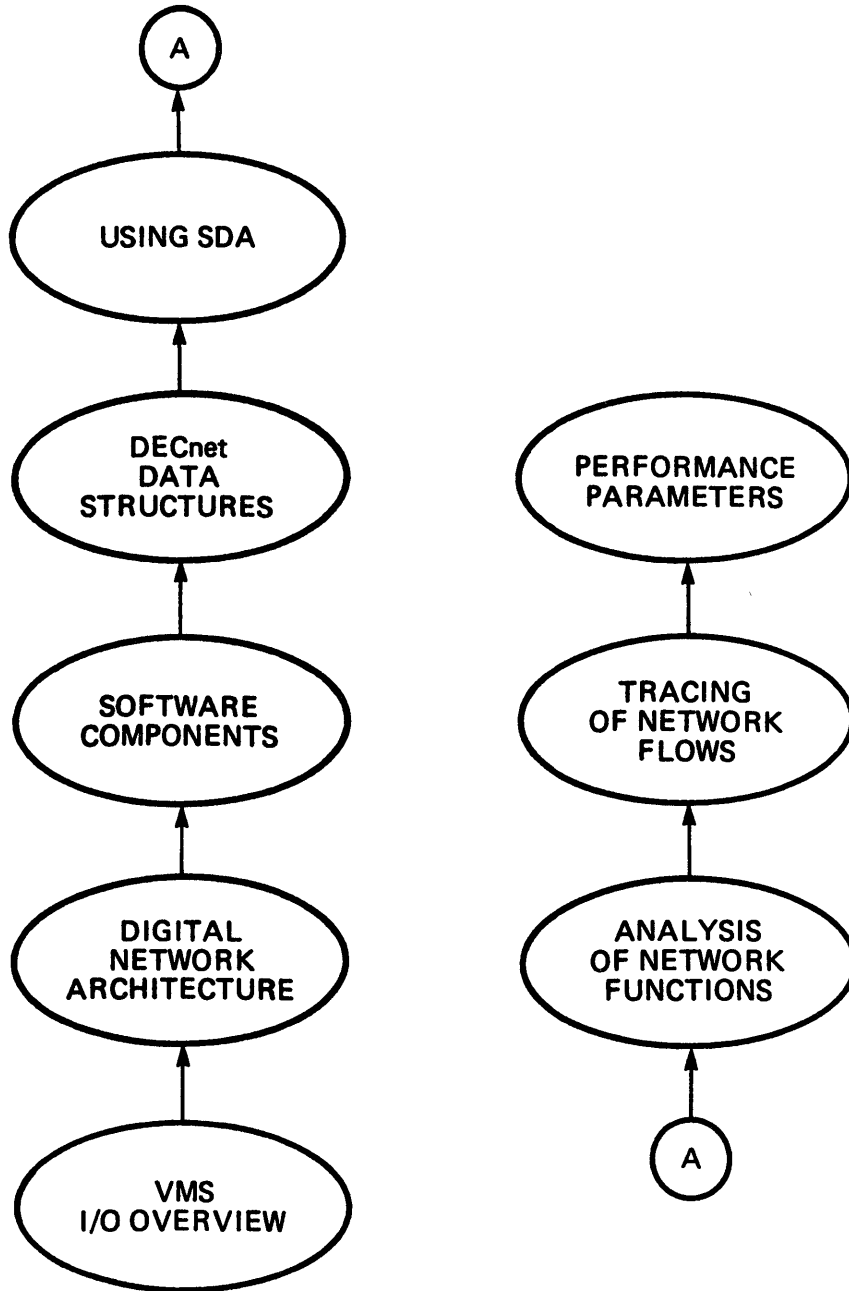 A
USING SDA
DECnet
DATA
STRUCTURES
SOFTWARE
COMPONENTS
DIGITAL
NETWORK
ARCHITECTURE
VMS
I/O OVERVIEW
PERFORMANCE
PARAMETERS
TRACING
OF NETWORK
FLOWS
ANALYSIS
OF NETWORK
FUNCTIONS
A